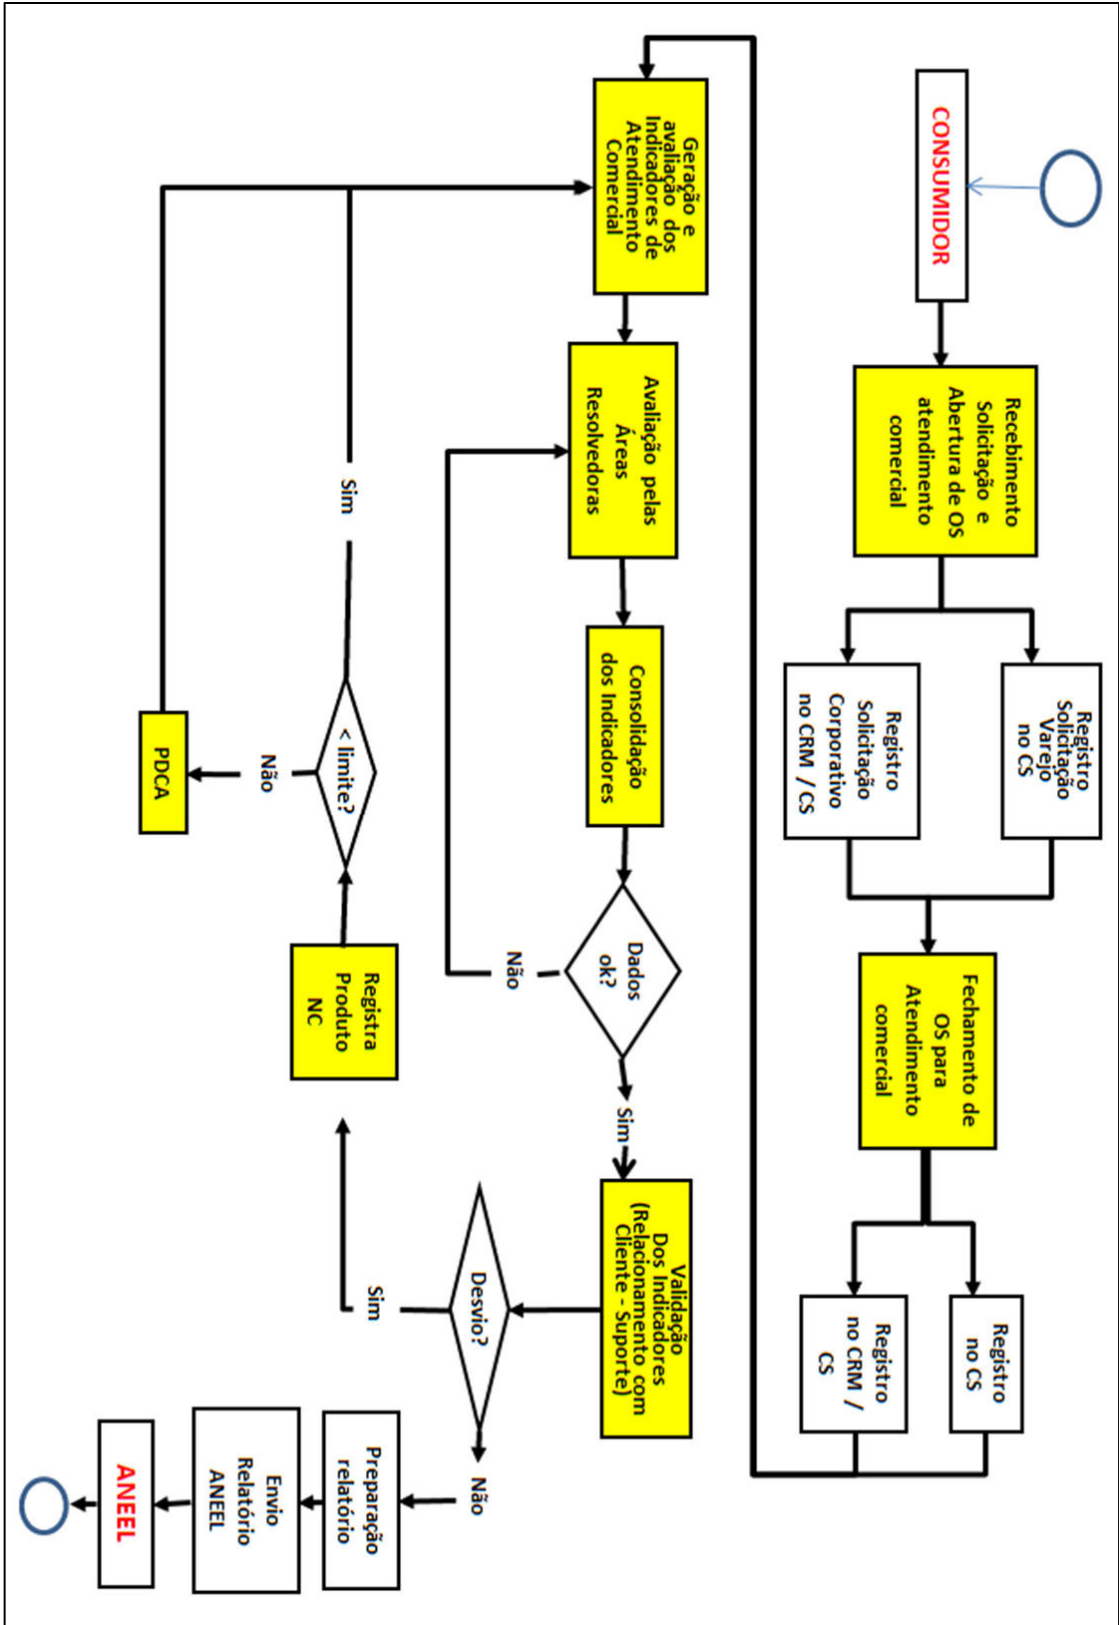 CONSUMIDOR
Recebimento
Solicitação e
Abertura de OS
atendimento
comercial
Registro
Solicitação
Varejo
no CS
Registro
Solicitação
Corporativo
no CRM / CS
Fechamento de
OS para
Atendimento
comercial
Registro
no CS
Registro
no CRM /
CS
Geração e
avaliação dos
Indicadores de
Atendimento
Comercial
Avaliação pelas
Áreas
Resolvedoras
Consolidação
dos Indicadores
Dados
ok?
Não
Sim
Validação
Dos Indicadores
(Relacionamento com
Cliente - Suporte)
Desvio?
Sim
Não
Registra
Produto
NC
< limite?
Sim
Não
PDCA
Preparação
relatório
Envio
Relatório
ANEEL
ANEEL